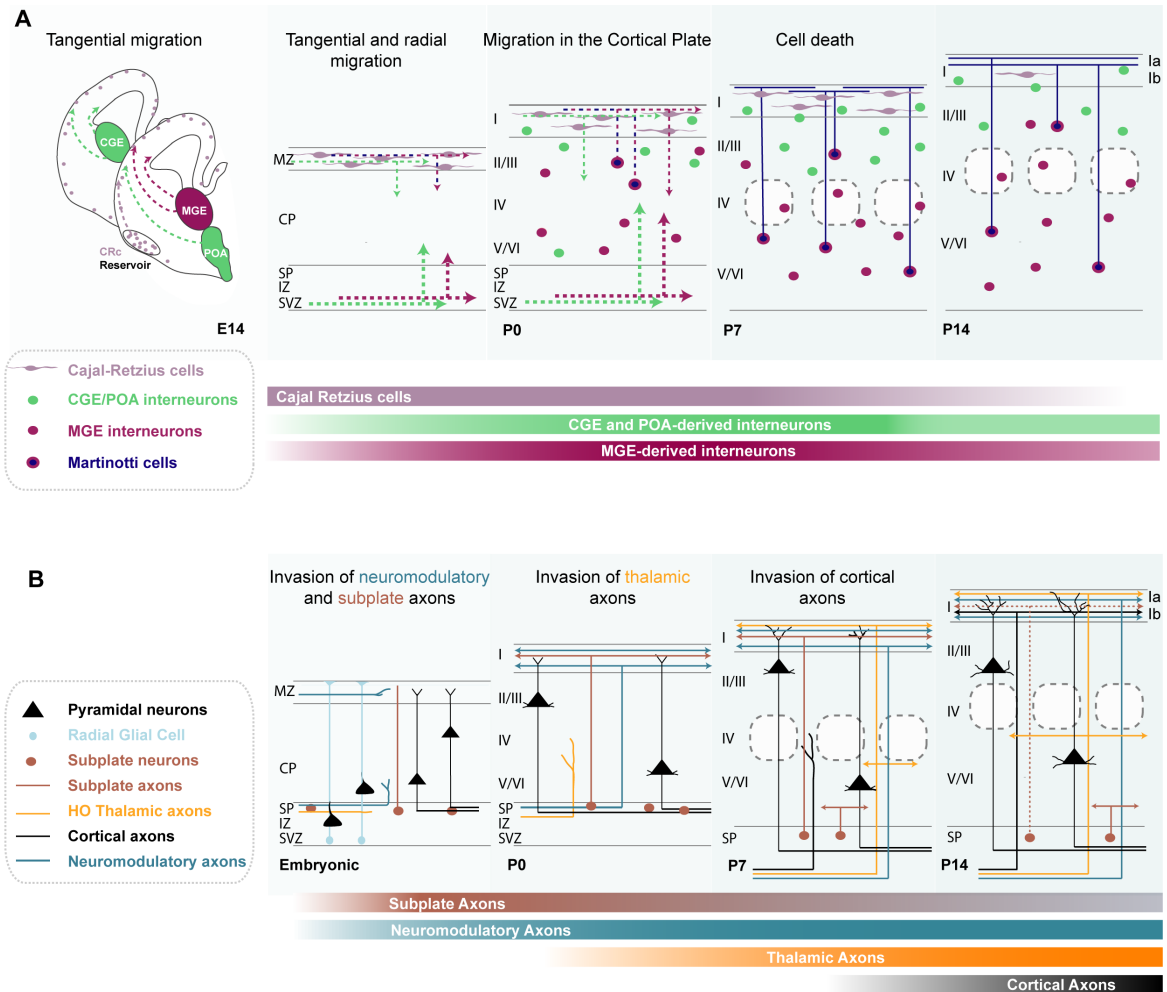 A
Tangential migration
CGE
MGE
POA
CRc
Reservoir
E14
Tangential and radial
migration
MZ
CP
SP
IZ
SVZ
Migration in the Cortical Plate
I
II/III
IV
V/VI
SP
IZ
SVZ
P0
Cell death
I
II/III
IV
V/VI
P7
Ia
I
Ib
II/III
IV
V/VI
P14
Cajal-Retzius cells
CGE/POA interneurons
MGE interneurons
Martinotti cells
Cajal Retzius cells
CGE and POA-derived interneurons
MGE-derived interneurons
B
Invasion of neuromodulatory
and subplate axons
MZ
CP
SP
IZ
SVZ
Embryonic
Invasion of thalamic
axons
I
II/III
IV
V/VI
SP
IZ
SVZ
P0
Invasion of cortical
axons
I
II/III
IV
V/VI
SP
P7
Ia
I
Ib
II/III
IV
V/VI
SP
P14
Pyramidal neurons
Radial Glial Cell
Subplate neurons
Subplate axons
HO Thalamic axons
Cortical axons
Neuromodulatory axons
Subplate Axons
Neuromodulatory Axons
Thalamic Axons
Cortical Axons